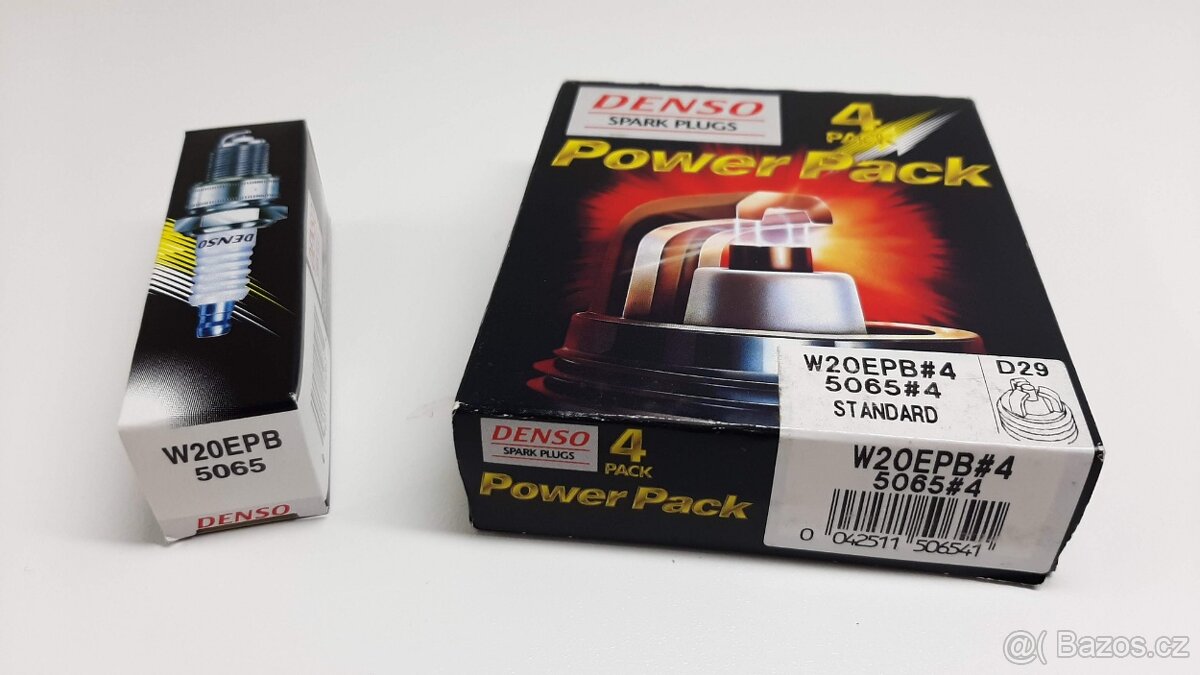 DENSO
W20EPB
5065
DENSO
DENSO
SPARK PLUGS
4
PACK
Power Pack
W20EPB#4
5065#4
STANDARD
D29
DENSO
SPARK PLUGS
4
PACK
Power Pack
W20EPB#4
5065#4
0 042511 506541
@( Bazos.cz